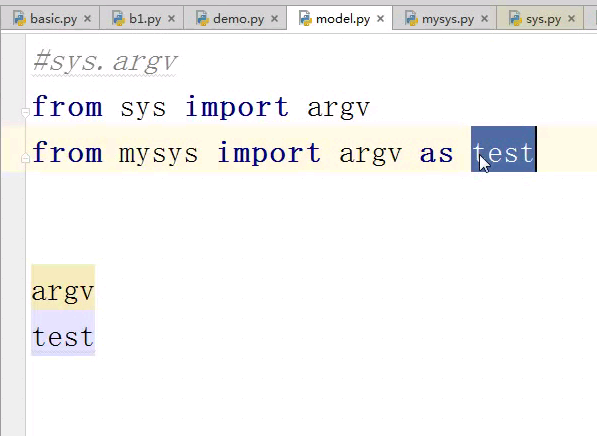 basic.py b1.py demo.py model.py mysys.py sys.py
#sys.argv
from sys import argv
from mysys import argv as test
argv
test